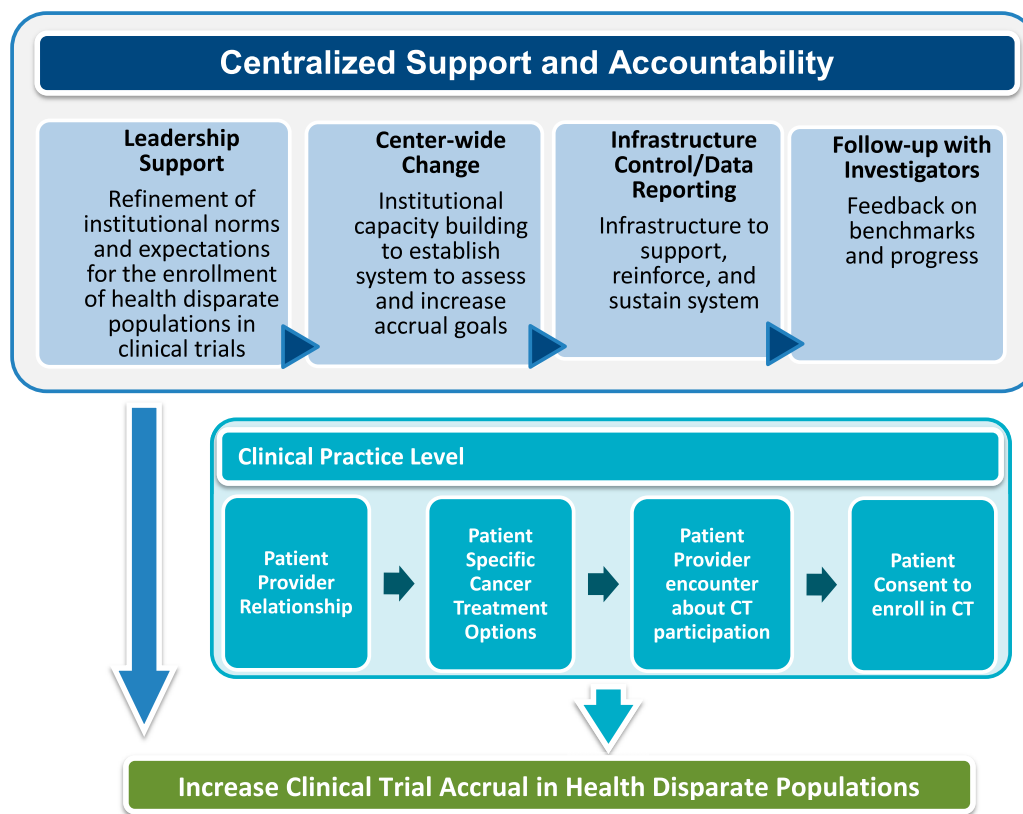 Centralized Support and Accountability
Leadership
Support
Refinement of
institutional norms
and expectations
for the enrollment
of health disparate
populations in
clinical trials
Center-wide
Change
Institutional
capacity building
to establish
system to assess
and increase
accrual goals
Infrastructure
Control/Data
Reporting
Infrastructure to
support,
reinforce, and
sustain system
Follow-up with
Investigators
Feedback on
benchmarks
and progress
Clinical Practice Level
Patient
Provider
Relationship
Patient
Specific
Cancer
Treatment
Options
Patient
Provider
encounter
about CT
participation
Patient
Consent to
enroll in CT
Increase Clinical Trial Accrual in Health Disparate Populations